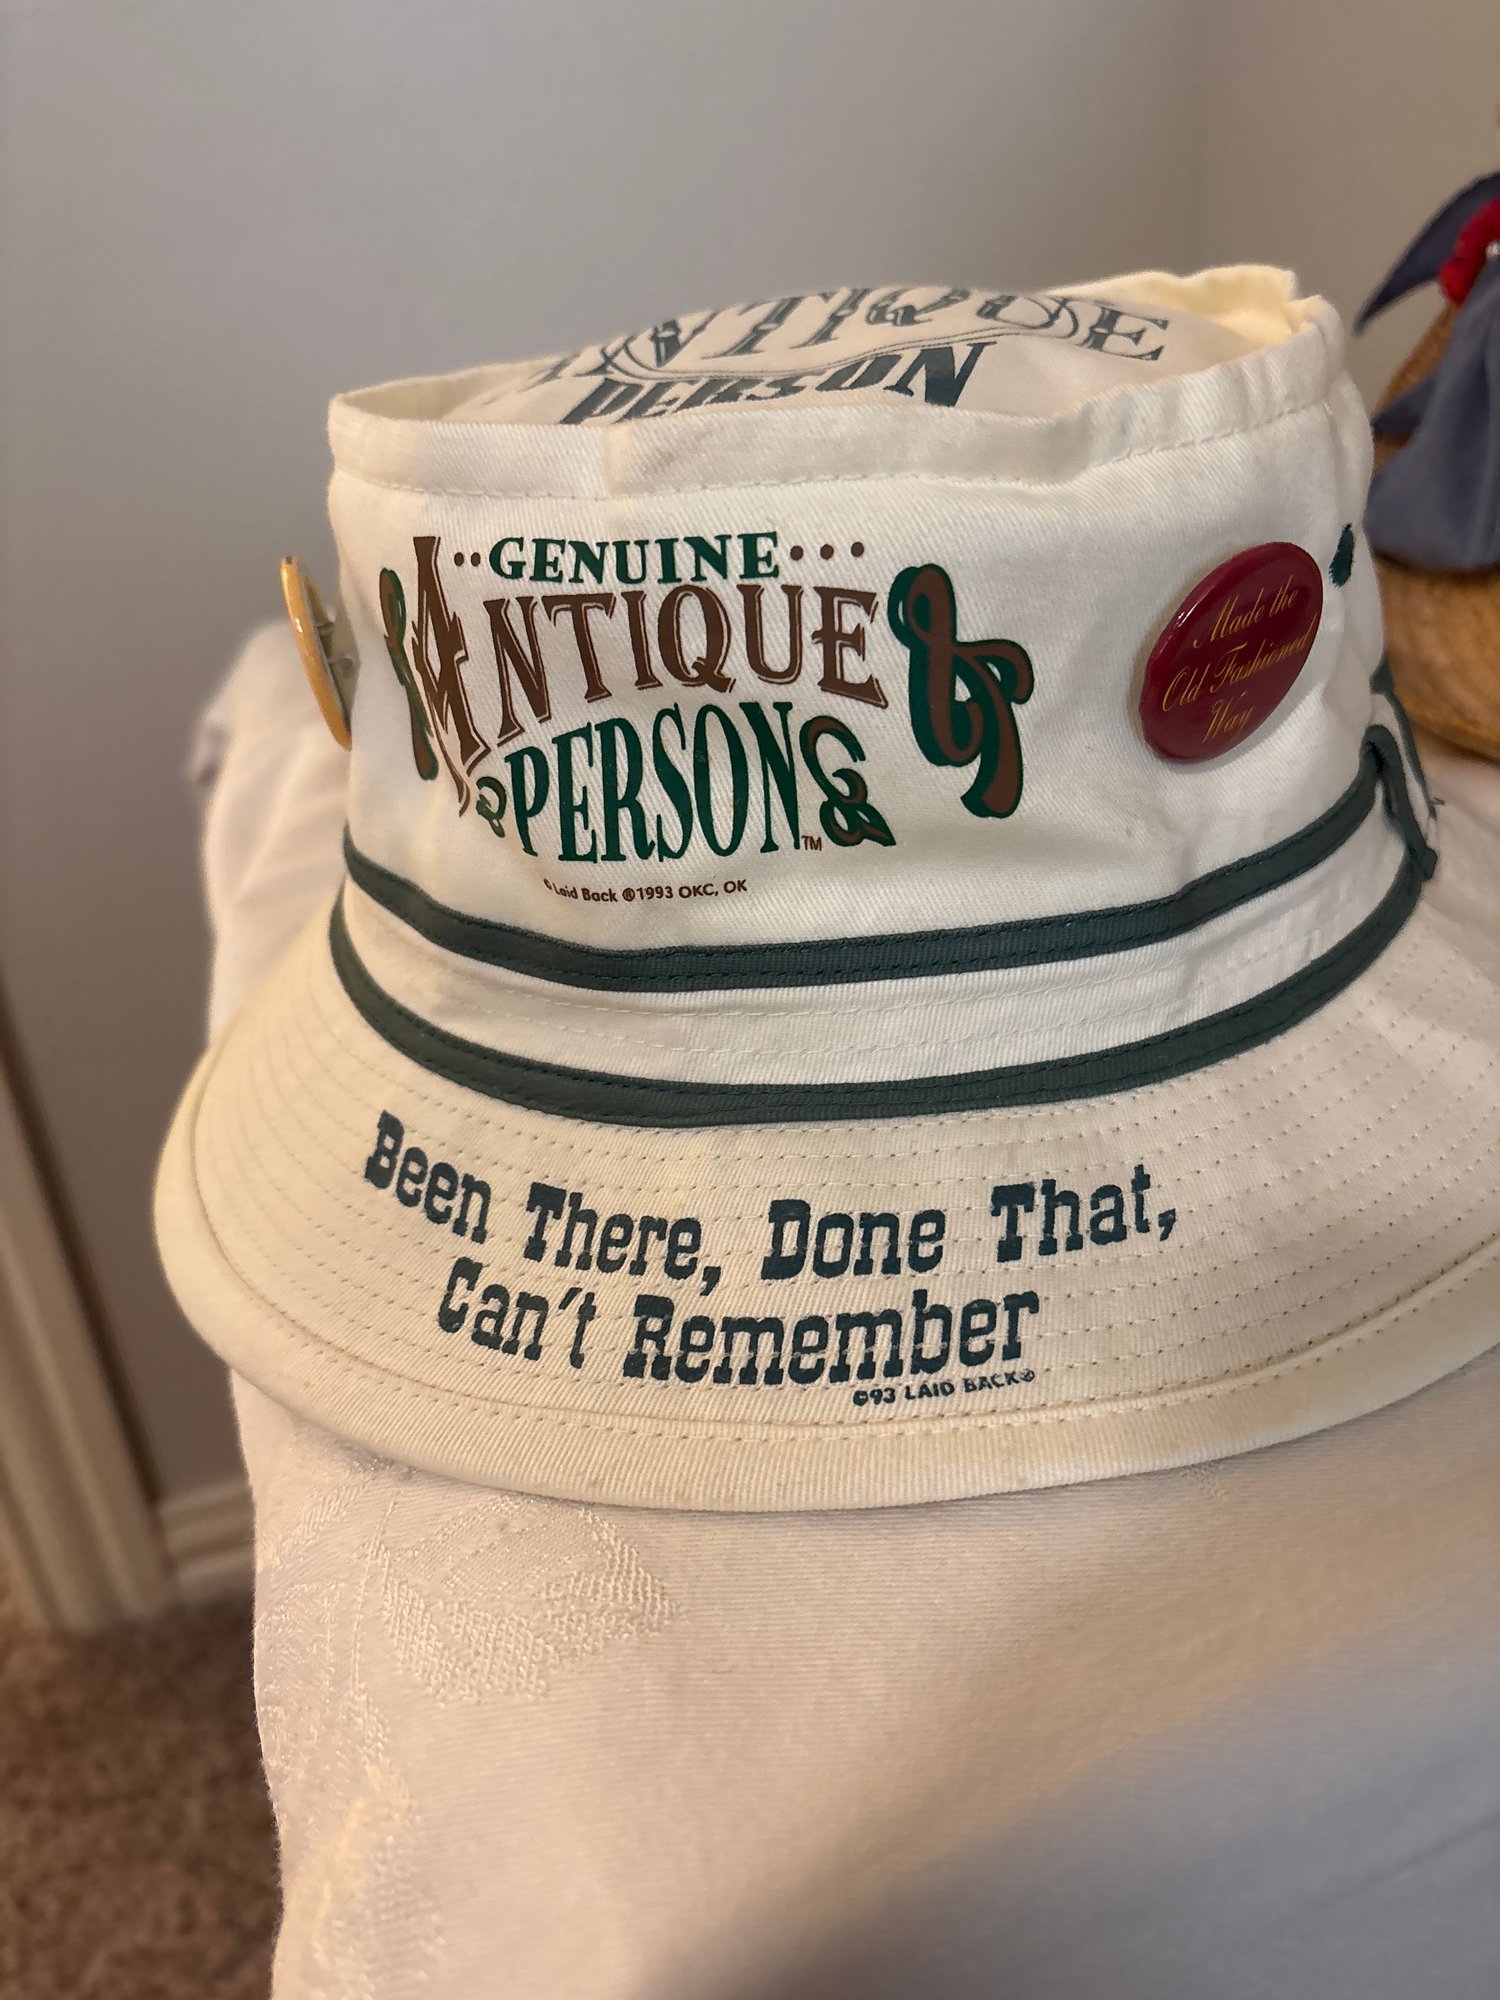 ANTIQUE
PERSON
••GENUINE•••
ANTIQUE
PERSON™
© Laid Back ®1993 OKC, OK
Made the
Old Fashioned
Way
Been There, Done That,
Can't Remember
©93 LAID BACK®